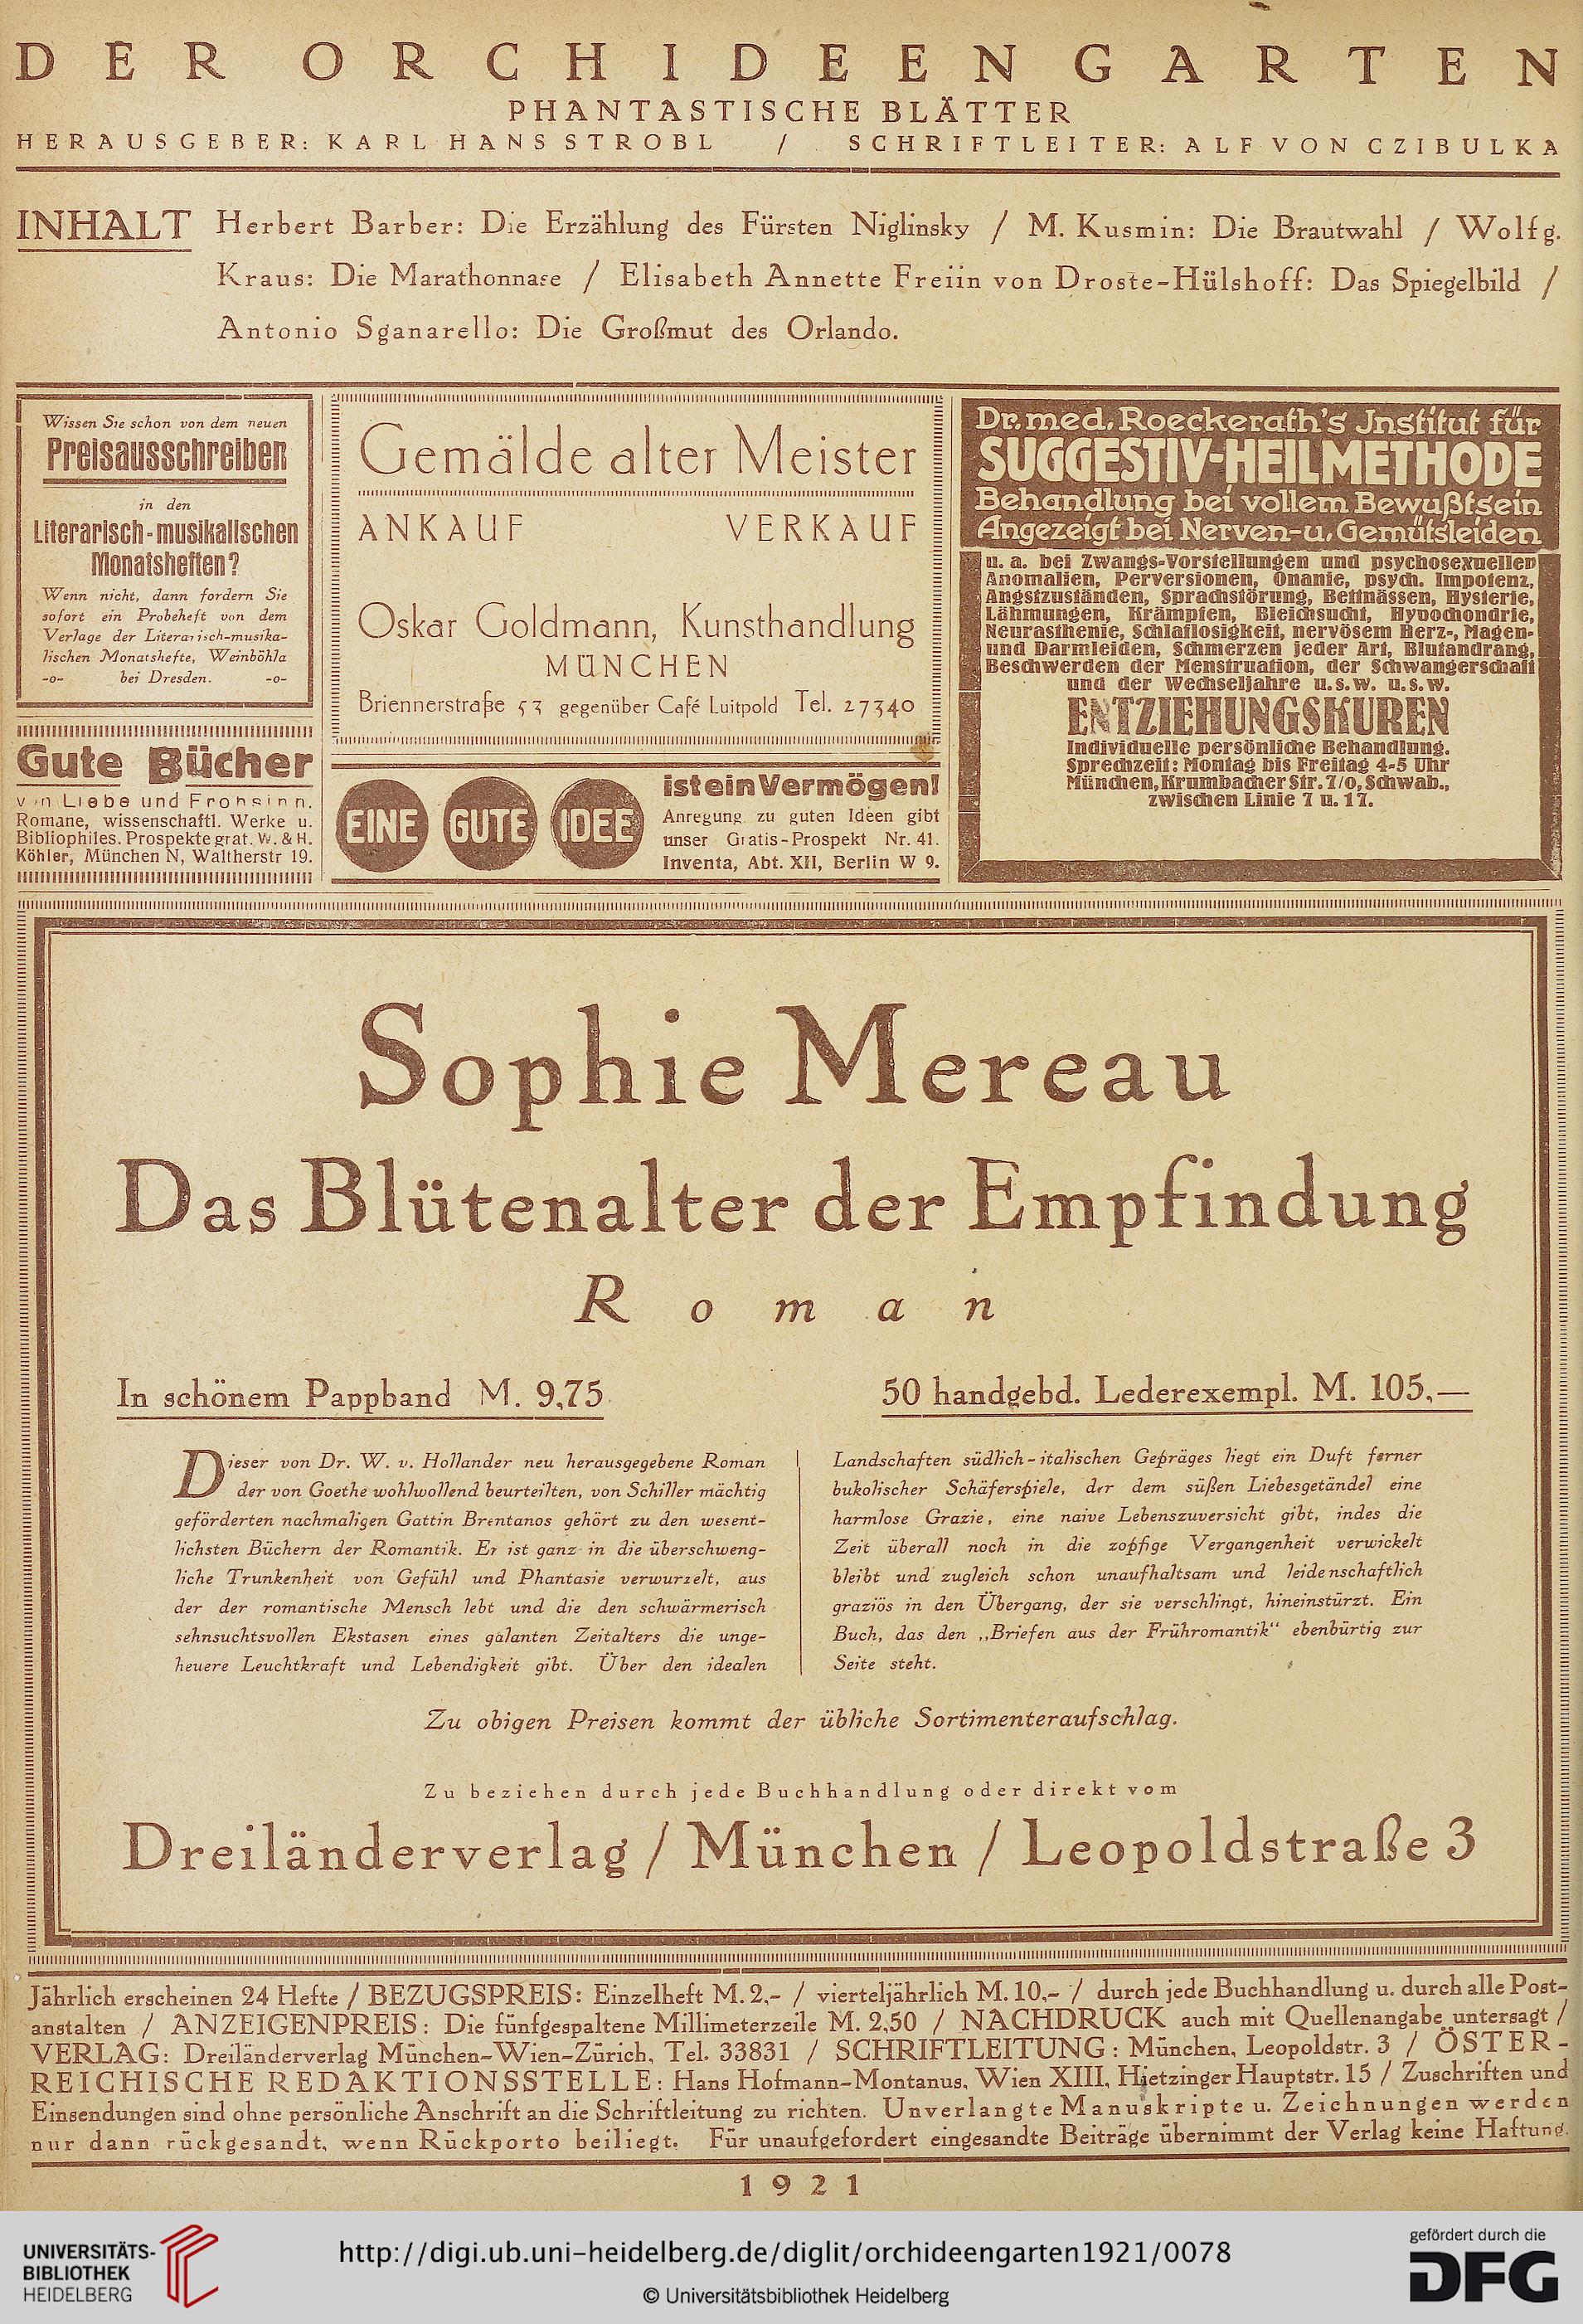 DER ORCHIDEENGARTEN
PHANTASTISCHE BLÄTTER
HERAUSGEBER: KARL HANS STROBL / SCHRIFTLEITER: ALF VON CZIBULKA
INHALT Herbert Barber: Die Erzählung des Fürsten Niglinsky / M. Kusmin: Die Brautwahl / Wolfg.
Kraus: Die Marathonnase / Elisabeth Annette Freiin von Droste-Hülshoff: Das Spiegelbild /
Antonio Sganarello: Die Großmut des Orlando.
Wissen Sie schon von dem neuen
Preisausschreiben
in den
Literarisch-musikalischen
Monatsheften?
Wenn nicht, dann fordern Sie
sofort ein Probeheft von dem
Verlage der Literarisch-musika-
lischen Monatshefte, Weinböhla
-o- bei Dresden. -o-
Gute Bücher
von Liebe und Frohsinn.
Romane, wissenschaftl. Werke u.
Bibliophiles. Prospekte grat. W. & H.
Köhler, München N, Waltherstr 19.
Gemälde alter Meister
ANKAUF VERKAUF
Oskar Goldmann, Kunsthandlung
MÜNCHEN
Briennerstraße 53 gegenüber Café Luitpold Tel. 27340
EINE GUTE IDEE
ist ein Vermögen!
Anregung zu guten Ideen gibt
unser Gratis-Prospekt Nr. 41.
Inventa, Abt. XII, Berlin W 9.
Dr. med. Roeckerath's Institut für
SUGGESTIV-HEILMETHODE
Behandlung bei vollem Bewußtsein
Angezeigt bei Nerven-u. Gemütsleiden
u. a. bei Zwangs-Vorstellungen und psychosexuellen
Anomalien, Perversionen, Onanie, psych. Impotenz,
Angstzuständen, Sprachstörung, Bettnässen, Hysterie,
Lähmungen, Krämpfen, Bleichsucht, Hypochondrie,
Neurasthenie, Schlaflosigkeit, nervösem Herz-, Magen-
und Darmleiden, Schmerzen jeder Art, Blutandrang,
Beschwerden der Menstruation, der Schwangerschaft
und der Wechseljahre u.s.w. u.s.w.
ENTZIEHUNGSKUREN
Individuelle persönliche Behandlung.
Sprechzeit: Montag bis Freitag 4-5 Uhr
München, Krumbacher Str. 7/0, Schwab.,
zwischen Linie 7 u. 17.
Sophie Mereau
Das Blütenalter der Empfindung
Roman
In schönem Pappband M. 9,75
50 handgebd. Lederexempl. M. 105.—
Dieser von Dr. W. v. Hollander neu herausgegebene Roman
der von Goethe wohlwollend beurteilten, von Schiller mächtig
geförderten nachmaligen Gattin Brentanos gehört zu den wesent-
lichsten Büchern der Romantik. Er ist ganz in die überschweng-
liche Trunkenheit von Gefühl und Phantasie verwurzelt, aus
der der romantische Mensch lebt und die den schwärmerisch
sehnsuchtsvollen Ekstasen eines galanten Zeitalters die unge-
heuere Leuchtkraft und Lebendigkeit gibt. Über den idealen
Landschaften südlich-italischen Gepräges liegt ein Duft ferner
bukolischer Schäferspiele, der dem süßen Liebesgetändel eine
harmlose Grazie, eine naive Lebenszuversicht gibt, indes die
Zeit überall noch in die zopfige Vergangenheit verwickelt
bleibt und zugleich schon unaufhaltsam und leidenschaftlich
graziös in den Übergang, der sie verschlingt, hineinstürzt. Ein
Buch, das den „Briefen aus der Frühromantik“ ebenbürtig zur
Seite steht.
Zu obigen Preisen kommt der übliche Sortimenteraufschlag.
Zu beziehen durch jede Buchhandlung oder direkt vom
Dreiländerverlag / München / Leopoldstraße 3
Jährlich erscheinen 24 Hefte / BEZUGSPREIS: Einzelheft M. 2,- / vierteljährlich M. 10,- / durch jede Buchhandlung u. durch alle Post-
anstalten / ANZEIGENPREIS: Die fünfgespaltene Millimeterzeile M. 2,50 / NACHDRUCK auch mit Quellenangabe untersagt /
VERLAG: Dreiländerverlag München-Wien-Zürich, Tel. 33831 / SCHRIFTLEITUNG: München, Leopoldstr. 3 / ÖSTER-
REICHISCHE REDAKTIONSSTELLE: Hans Hofmann-Montanus, Wien XIII, Hietzinger Hauptstr. 15 / Zuschriften und
Einsendungen sind ohne persönliche Anschrift an die Schriftleitung zu richten. Unverlangte Manuskripte u. Zeichnungen werden
nur dann rückgesandt, wenn Rückporto beiliegt. Für unaufgefordert eingesandte Beiträge übernimmt der Verlag keine Haftung.
1921
UNIVERSITÄTS-
BIBLIOTHEK
HEIDELBERG
http://digi.ub.uni-heidelberg.de/diglit/orchideengarten1921/0078
© Universitätsbibliothek Heidelberg
gefördert durch die
DFG